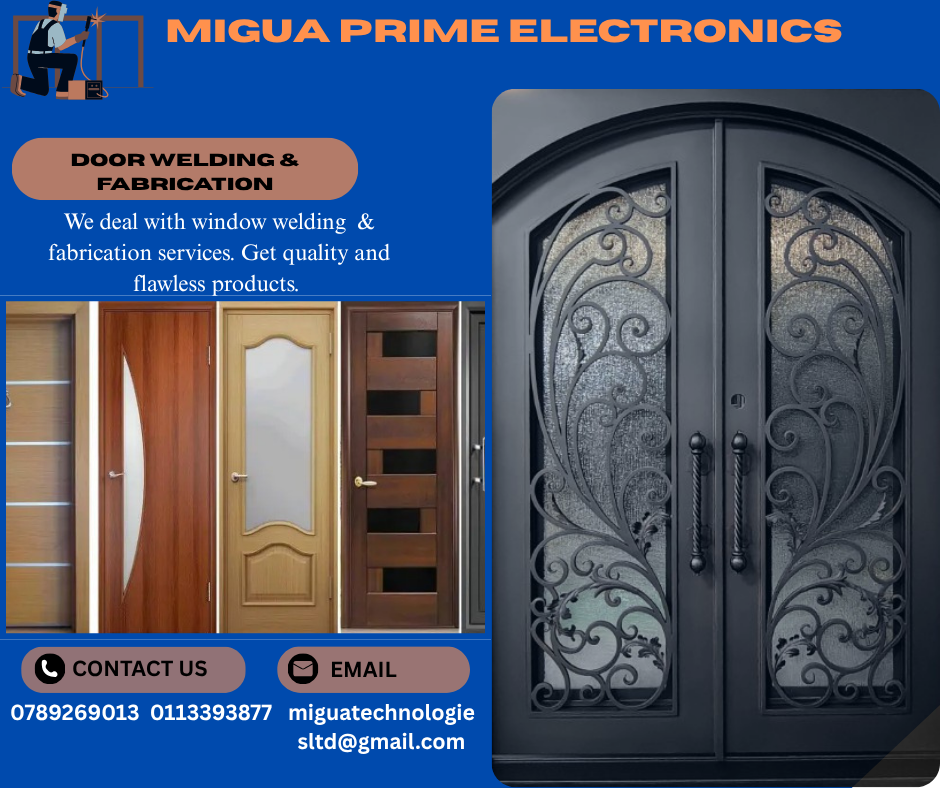 MIGUA PRIME ELECTRONICS
DOOR WELDING &
FABRICATION
We deal with window welding &
fabrication services. Get quality and
flawless products.
CONTACT US
EMAIL
0789269013 0113393877
miguatechnologie
sltd@gmail.com